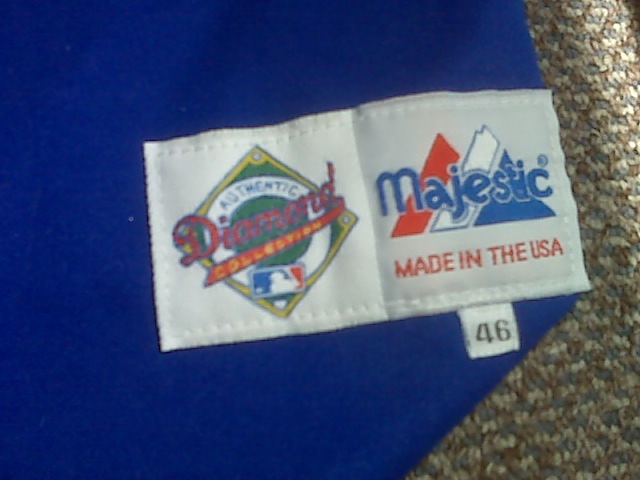 AUTHENTIC
Diamond
COLLECTION
Majestic®
MADE IN THE USA
46